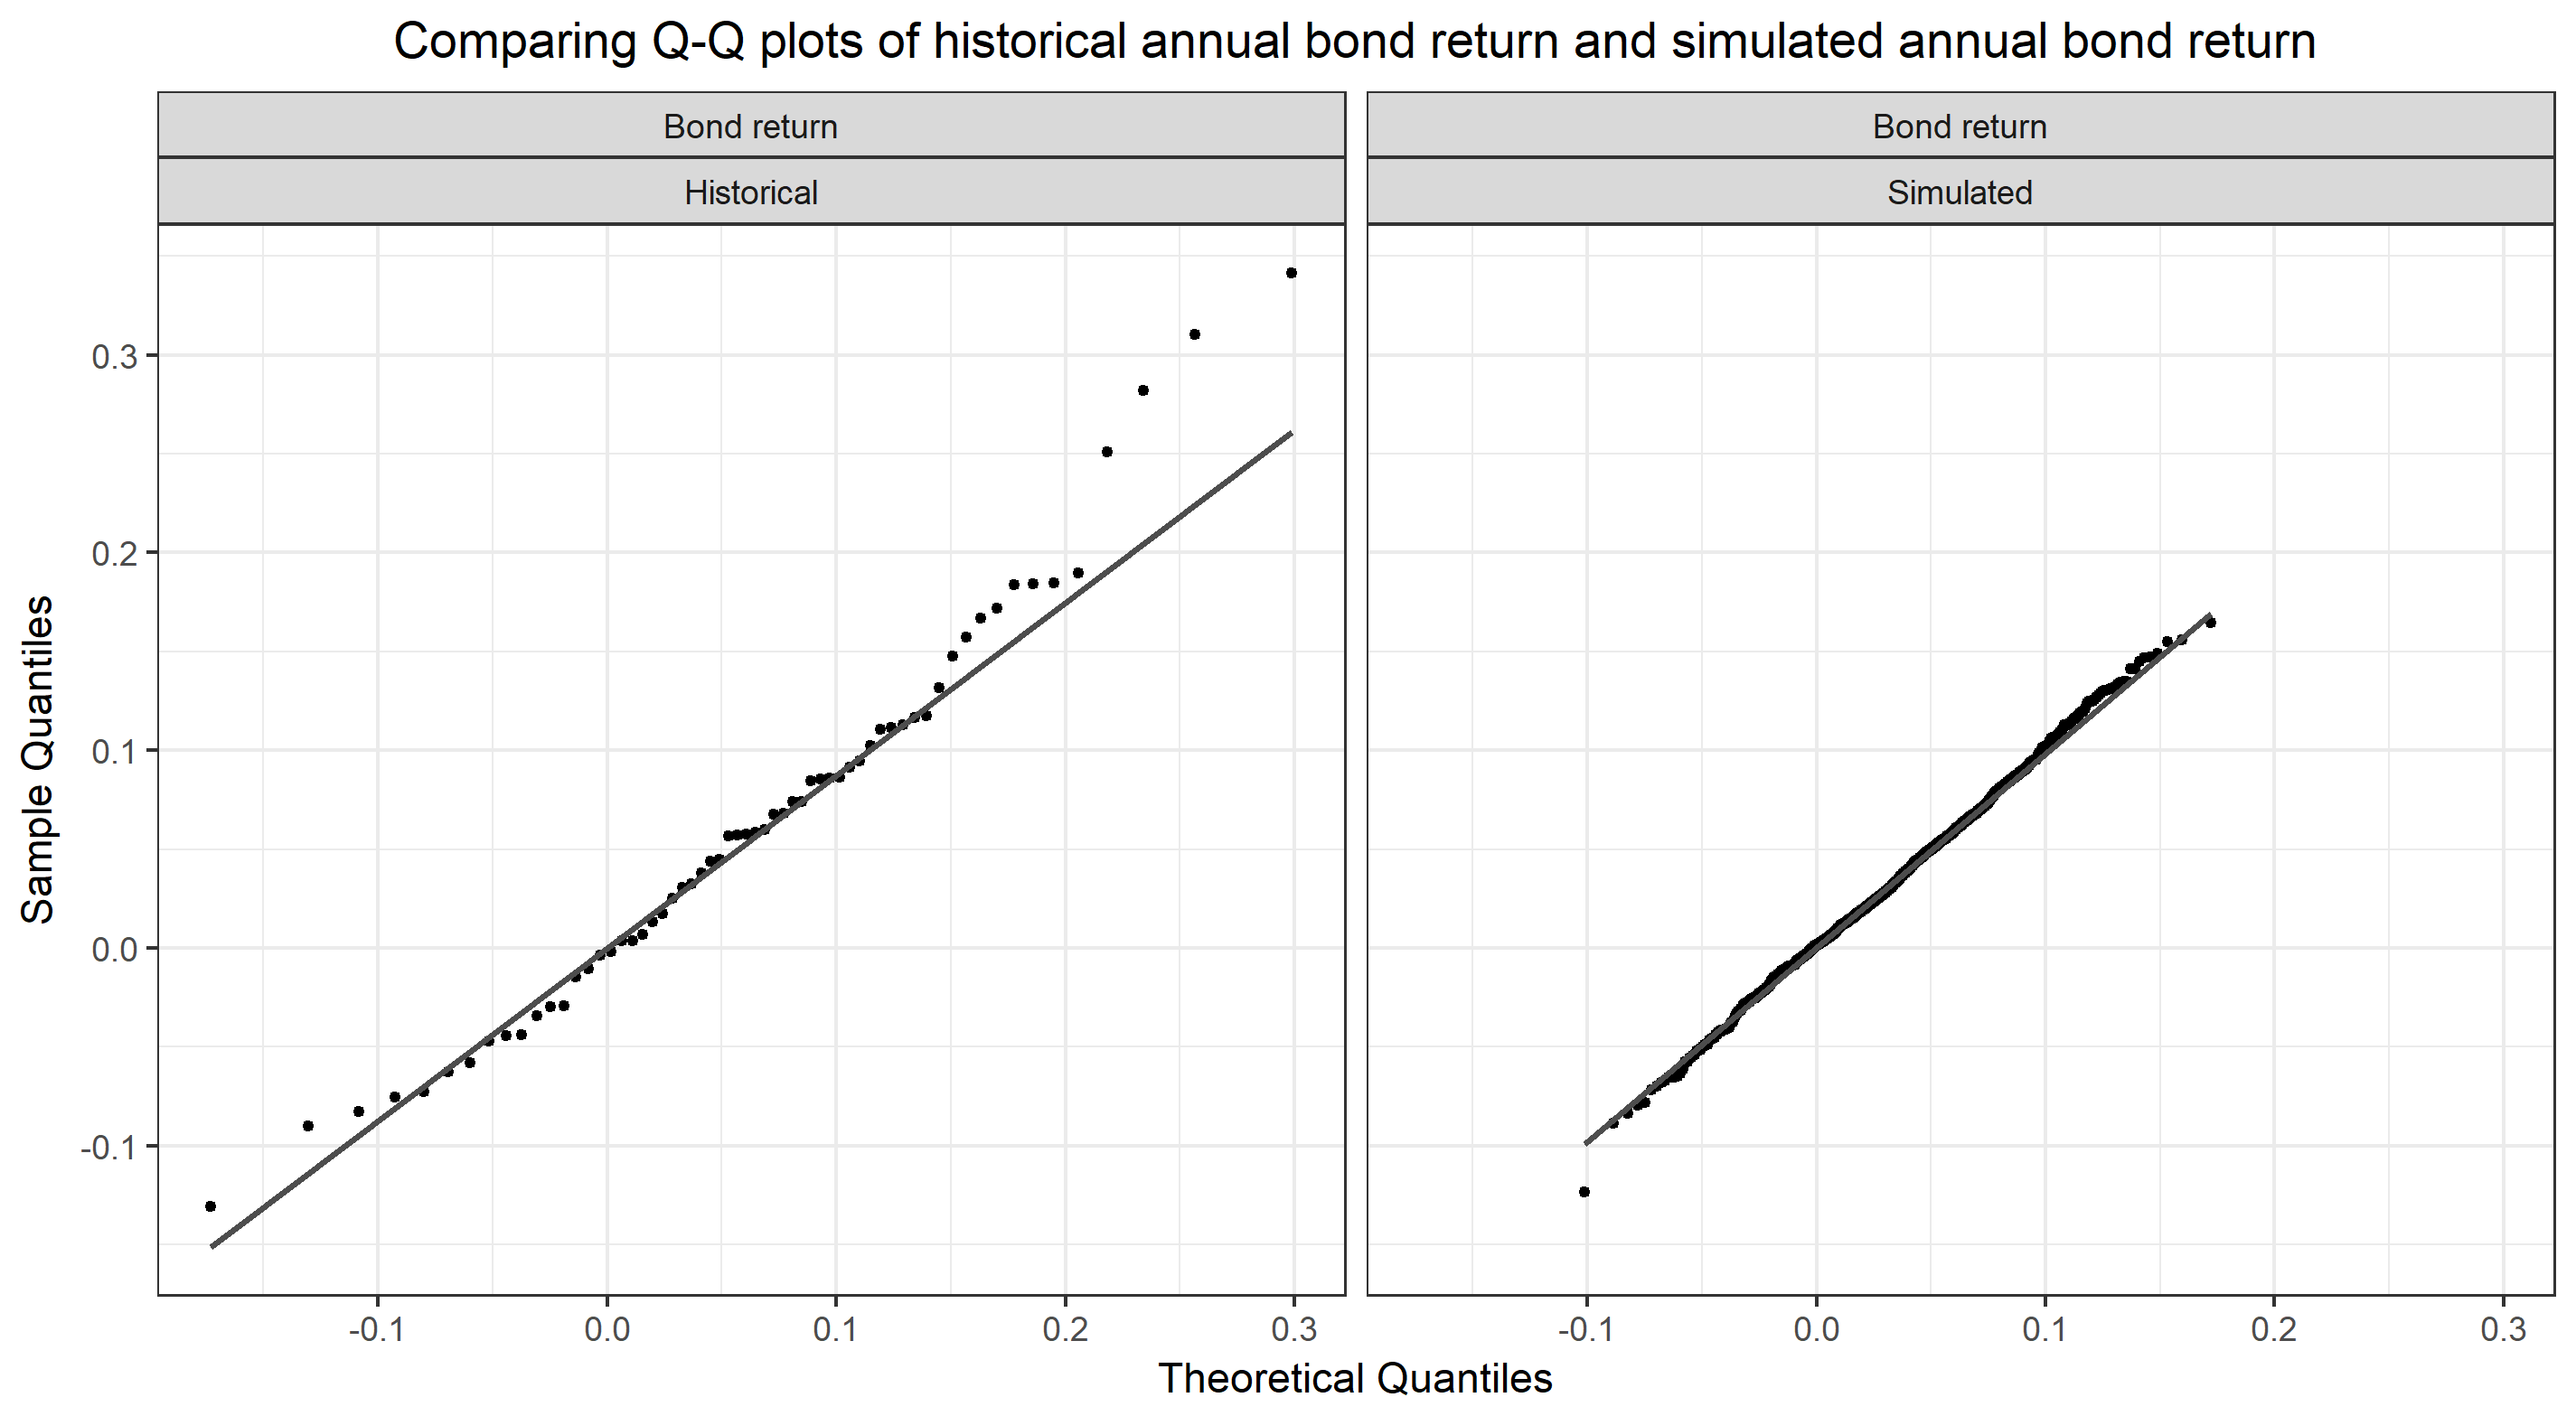 Comparing Q-Q plots of historical annual bond return and simulated annual bond return
Bond return
Historical
Bond return
Simulated
Sample Quantiles
0.3
0.2
0.1
0.0
-0.1
-0.1 0.0 0.1 0.2 0.3
-0.1 0.0 0.1 0.2 0.3
Theoretical Quantiles